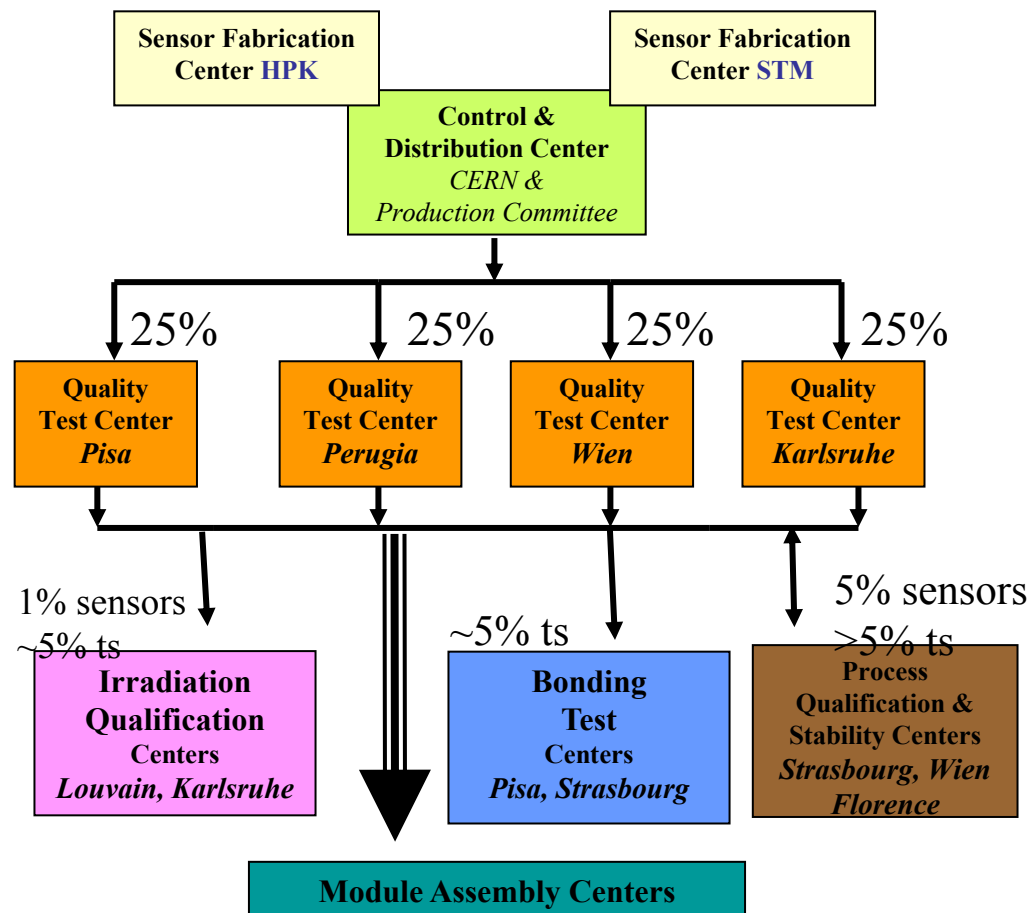 Sensor Fabrication
Center HPK
Sensor Fabrication
Center STM
Control &
Distribution Center
CERN &
Production Committee
25%
25%
25%
25%
Quality
Test Center
Pisa
Quality
Test Center
Perugia
Quality
Test Center
Wien
Quality
Test Center
Karlsruhe
1% sensors
~5% ts
~5% ts
5% sensors
>5% ts
Irradiation
Qualification
Centers
Louvain, Karlsruhe
Bonding
Test
Centers
Pisa, Strasbourg
Process
Qualification &
Stability Centers
Strasbourg, Wien
Florence
Module Assembly Centers